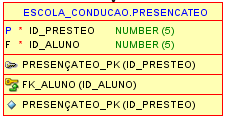 ESCOLA_CONDUCAO.PRESENCATEO
P * ID_PRESTEO NUMBER (5)
F * ID_ALUNO NUMBER (5)
PRESENÇATEO_PK (ID_PRESTEO)
FK_ALUNO (ID_ALUNO)
PRESENÇATEO_PK (ID_PRESTEO)